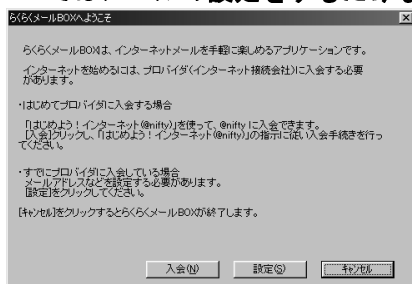 らくらくメールBOXへようこそ
らくらくメールBOXは、インターネットメールを手軽に楽しめるアプリケーションです。
インターネットを始めるには、プロバイダ(インターネット接続会社)に入会する必要
があります。
・はじめてプロバイダに入会する場合
「はじめよう！インターネット(@nifty)」を使って、@nifty に入会できます。
[入会]クリックし、「はじめよう！インターネット(@nifty)」の指示に従い入会手続きを行っ
てください。
・すでにプロバイダに入会している場合
メールアドレスなどを設定する必要があります。
[設定]をクリックしてください。
[キャンセル]をクリックするとらくらくメールBOXが終了します。
入会(N) 設定(S) キャンセル